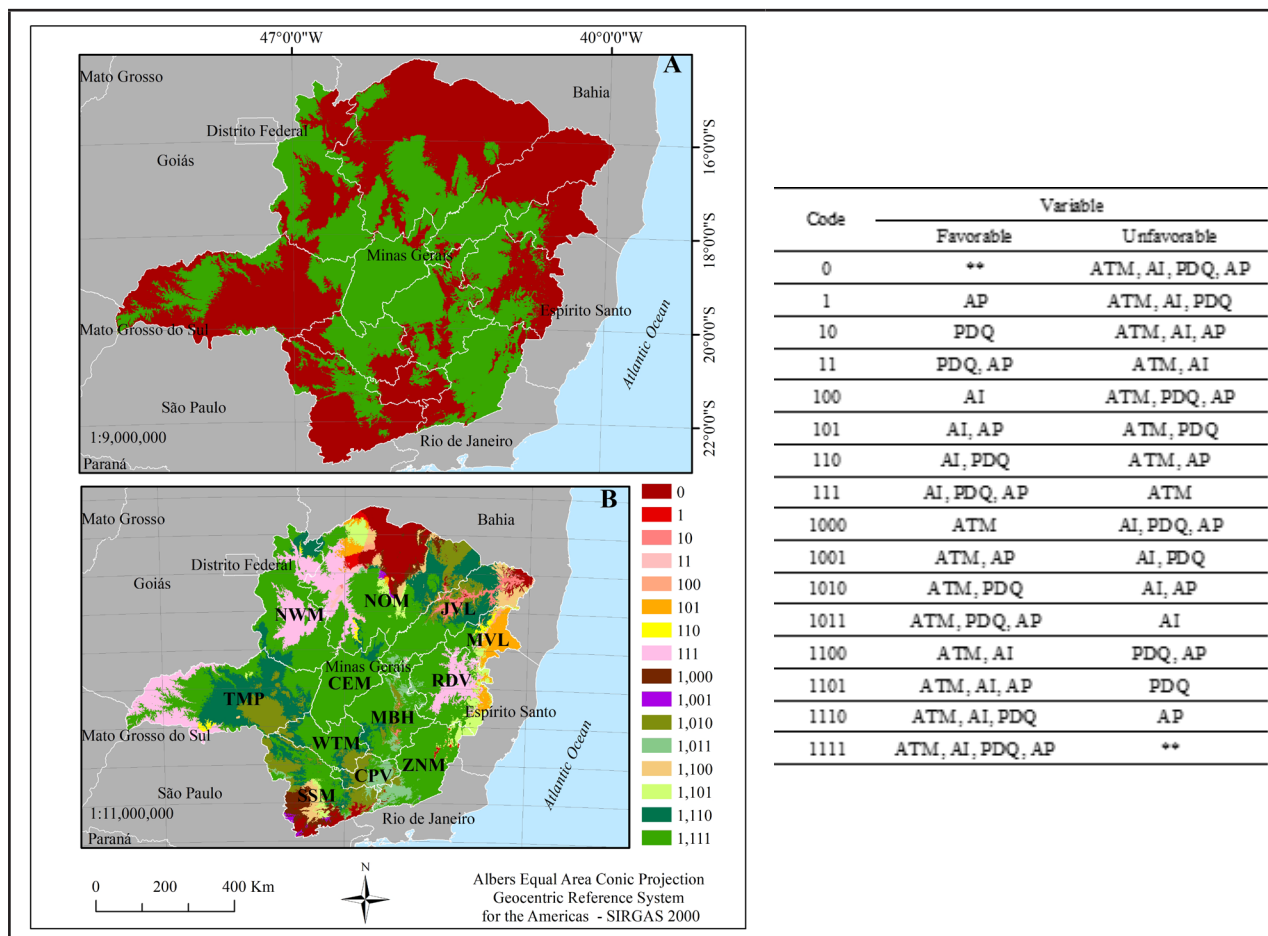 47°0'0"W 40°0'0"W
A
Mato Grosso
Bahia
Distrito Federal
Goiás
16°0'0"S
18°0'0"S
Minas Gerais
Espírito Santo
Mato Grosso do Sul
20°0'0"S
Atlantic Ocean
São Paulo
22°0'0"S
1:9,000,000
Rio de Janeiro
Paraná
B
Mato Grosso
Bahia
Distrito Federal
Goiás
NWM
NOM
JVL
MVL
Minas Gerais
CEM
RDV
TMP
MBH
Espírito Santo
Mato Grosso do Sul
WTM
ZNM
CPV
SSM
São Paulo
Atlantic Ocean
1:11,000,000
Rio de Janeiro
Paraná
0
1
10
11
100
101
110
111
1,000
1,001
1,010
1,011
1,100
1,101
1,110
1,111
N
0 200 400 Km
Albers Equal Area Conic Projection
Geocentric Reference System
for the Americas - SIRGAS 2000
Code Variable
Favorable Unfavorable
0 ** ATM, AI, PDQ, AP
1 AP ATM, AI, PDQ
10 PDQ ATM, AI, AP
11 PDQ, AP ATM, AI
100 AI ATM, PDQ, AP
101 AI, AP ATM, PDQ
110 AI, PDQ ATM, AP
111 AI, PDQ, AP ATM
1000 ATM AI, PDQ, AP
1001 ATM, AP AI, PDQ
1010 ATM, PDQ AI, AP
1011 ATM, PDQ, AP AI
1100 ATM, AI PDQ, AP
1101 ATM, AI, AP PDQ
1110 ATM, AI, PDQ AP
1111 ATM, AI, PDQ, AP **